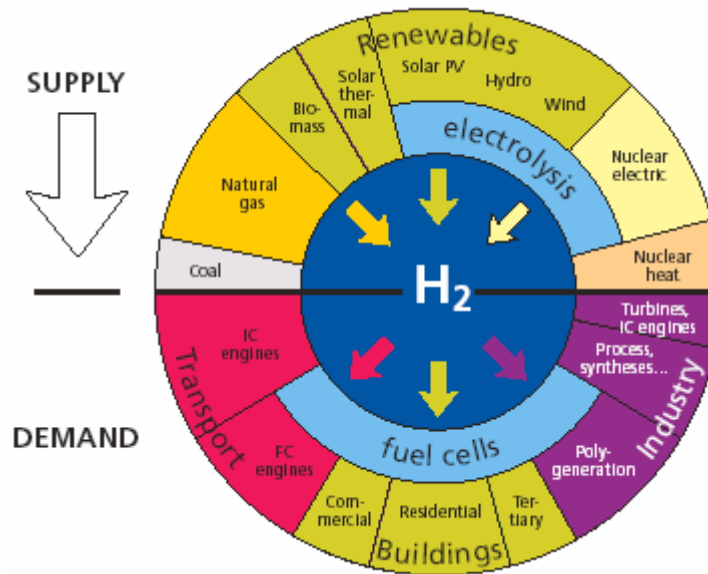 Renewables
Solar PV
Hydro
Wind
SUPPLY
Solar
ther-
mal
Bio-
mass
electrolysis
Nuclear
electric
Natural
gas
Coal
Nuclear
heat
H2
IC
engines
Turbines,
IC engines
Process,
syntheses...
Transport
Industry
DEMAND
FC
engines
fuel cells
Poly-
generation
Com-
mercial
Residential
Ter-
tiary
Buildings